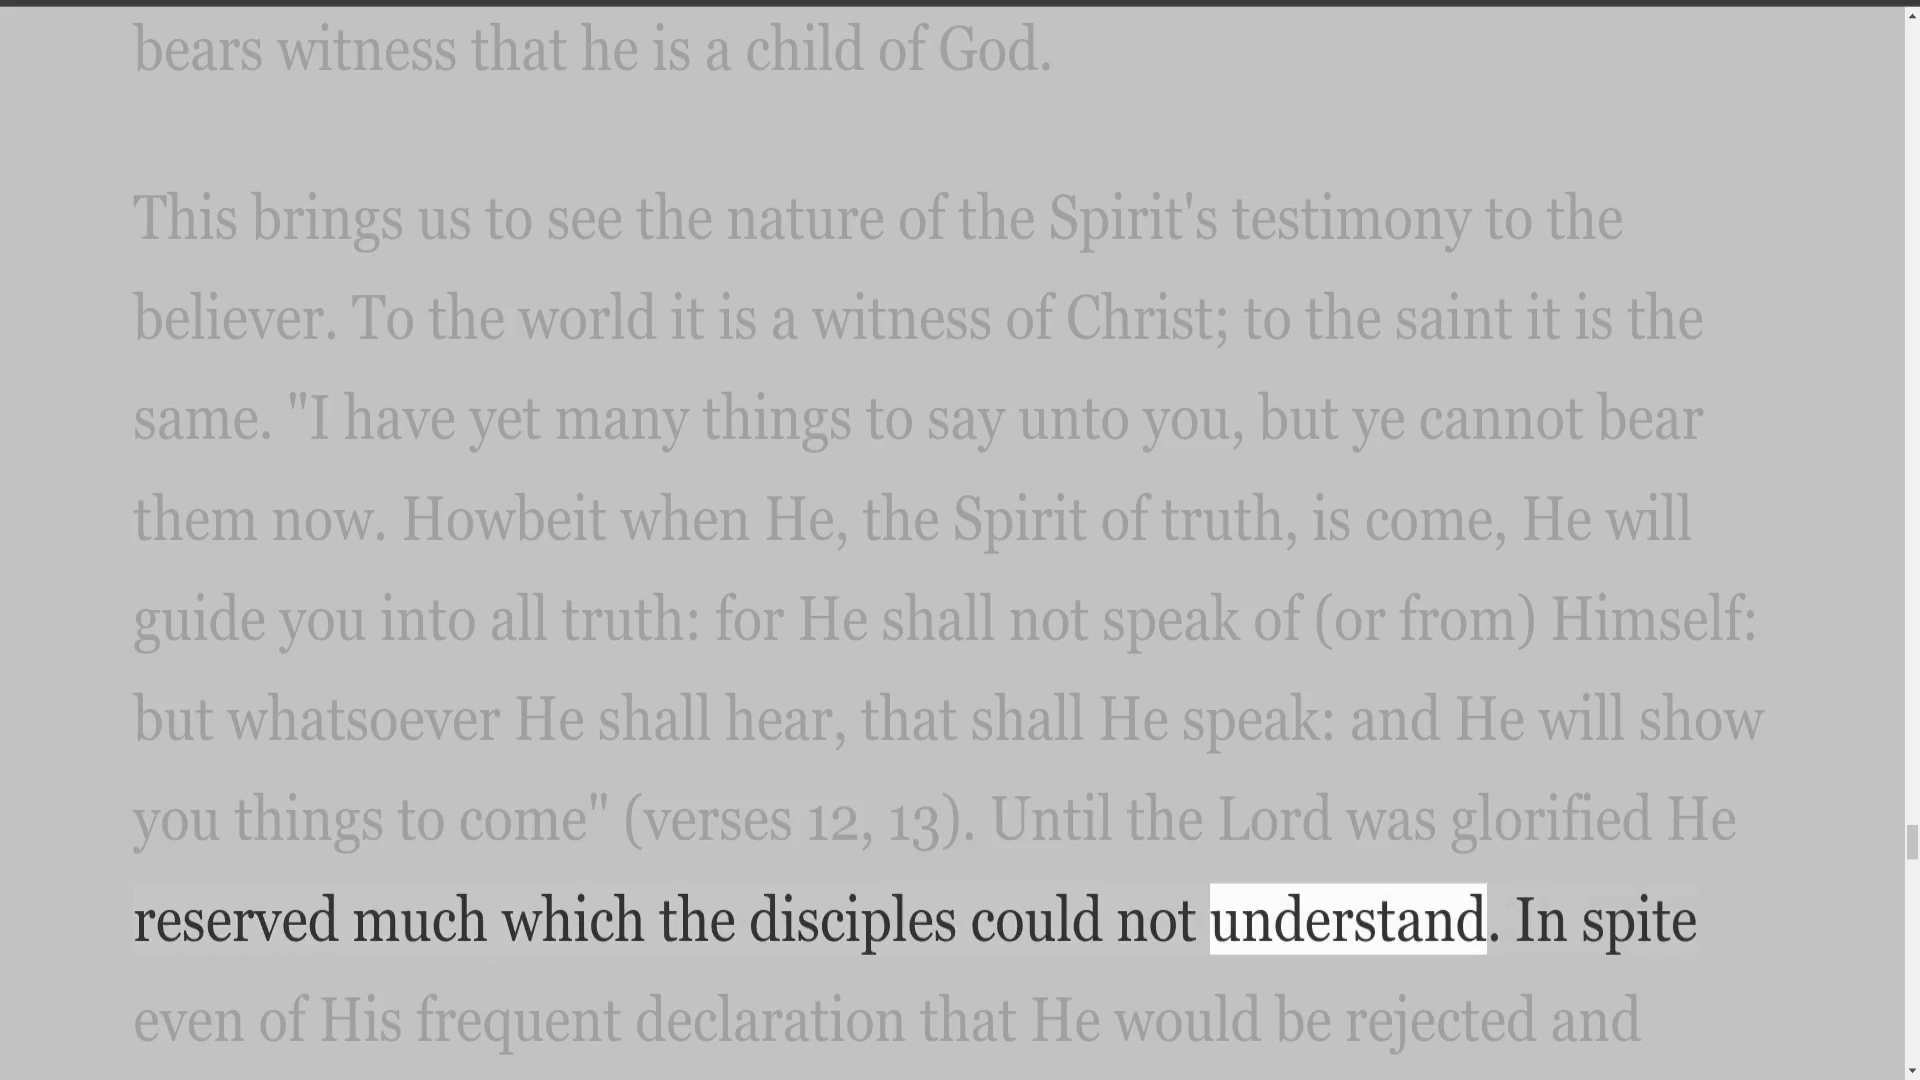 bears witness that he is a child of God.
This brings us to see the nature of the Spirit's testimony to the
believer. To the world it is a witness of Christ; to the saint it is the
same. "I have yet many things to say unto you, but ye cannot bear
them now. Howbeit when He, the Spirit of truth, is come, He will
guide you into all truth: for He shall not speak of (or from) Himself:
but whatsoever He shall hear, that shall He speak: and He will show
you things to come" (verses 12, 13). Until the Lord was glorified He
reserved much which the disciples could not understand. In spite
even of His frequent declaration that He would be rejected and